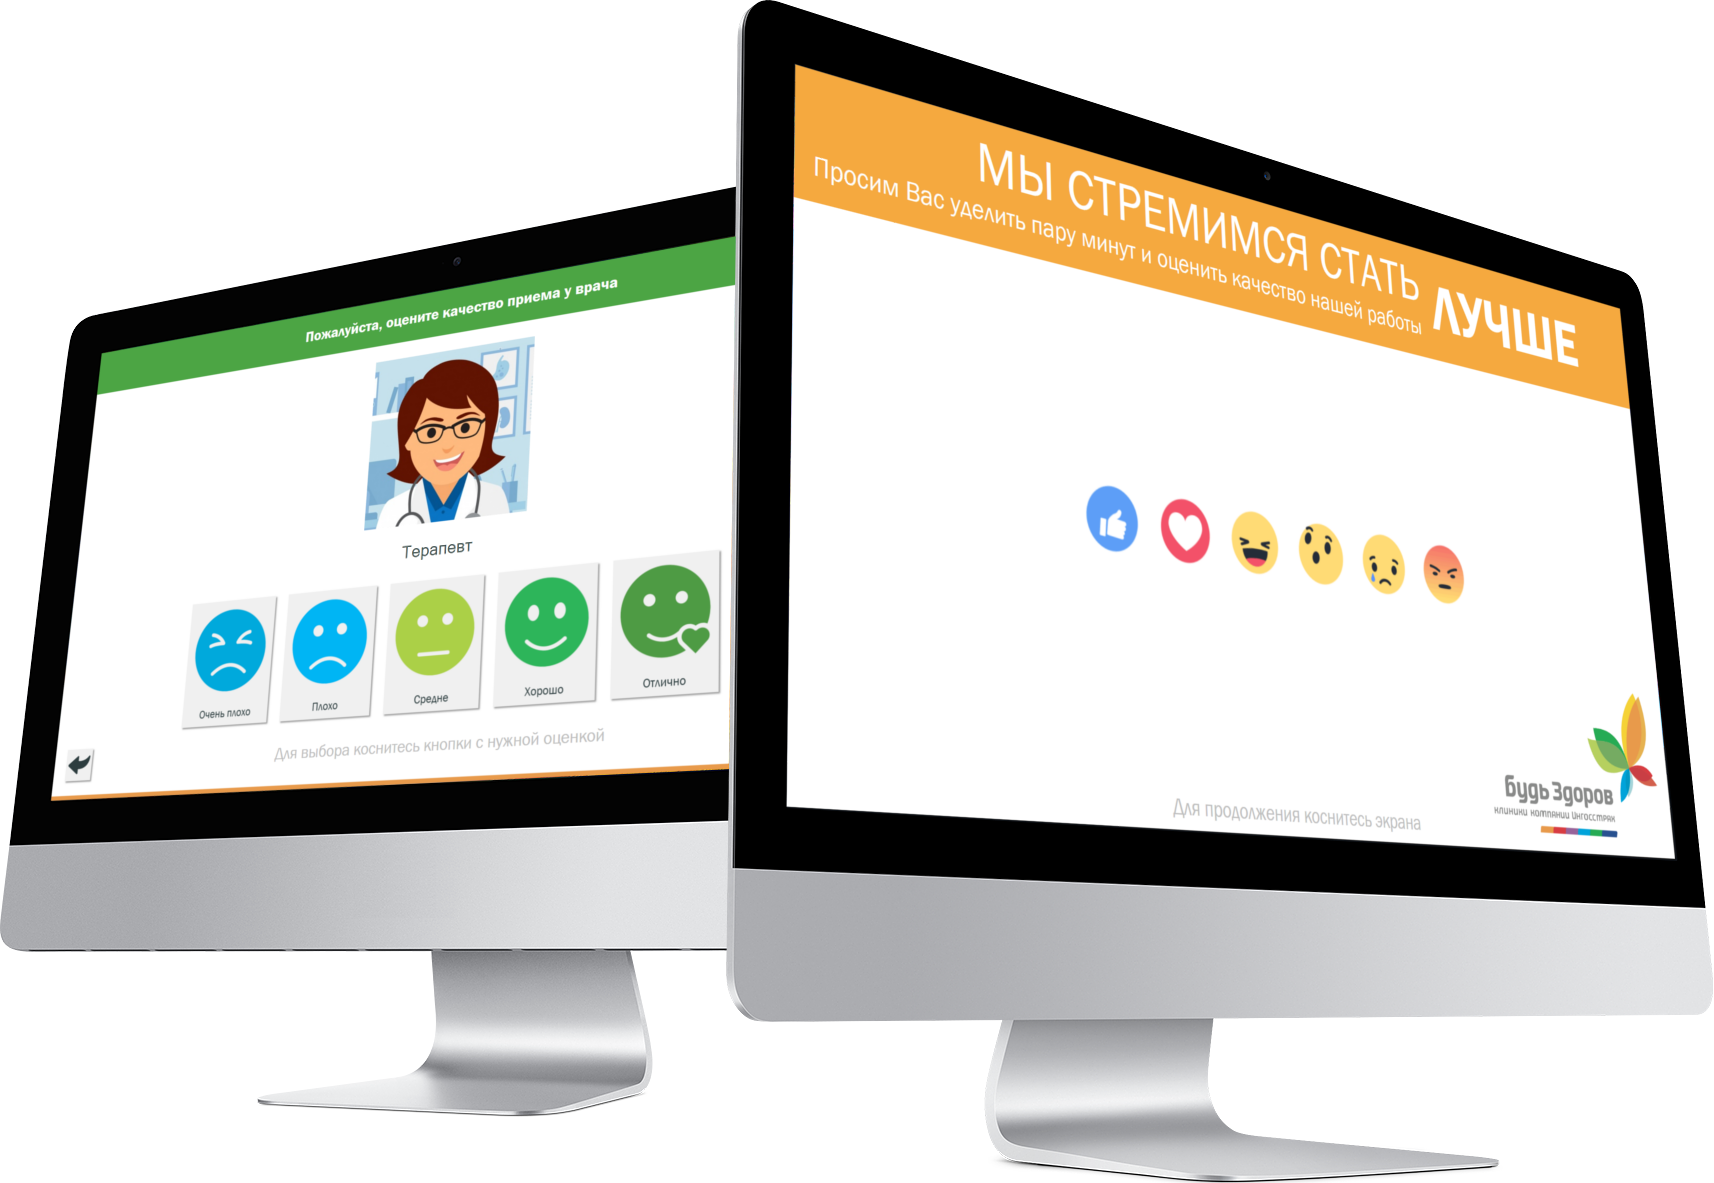 Пожалуйста, оцените качество приема у врача
Терапевт
Очень плохо
Плохо
Средне
Хорошо
Отлично
Для выбора коснитесь кнопки с нужной оценкой
МЫ СТРЕМИМСЯ СТАТЬ ЛУЧШЕ
Просим Вас уделить пару минут и оценить качество нашей работы
Для продолжения коснитесь экрана
будь Здоров
клиники компании Ингосстрах